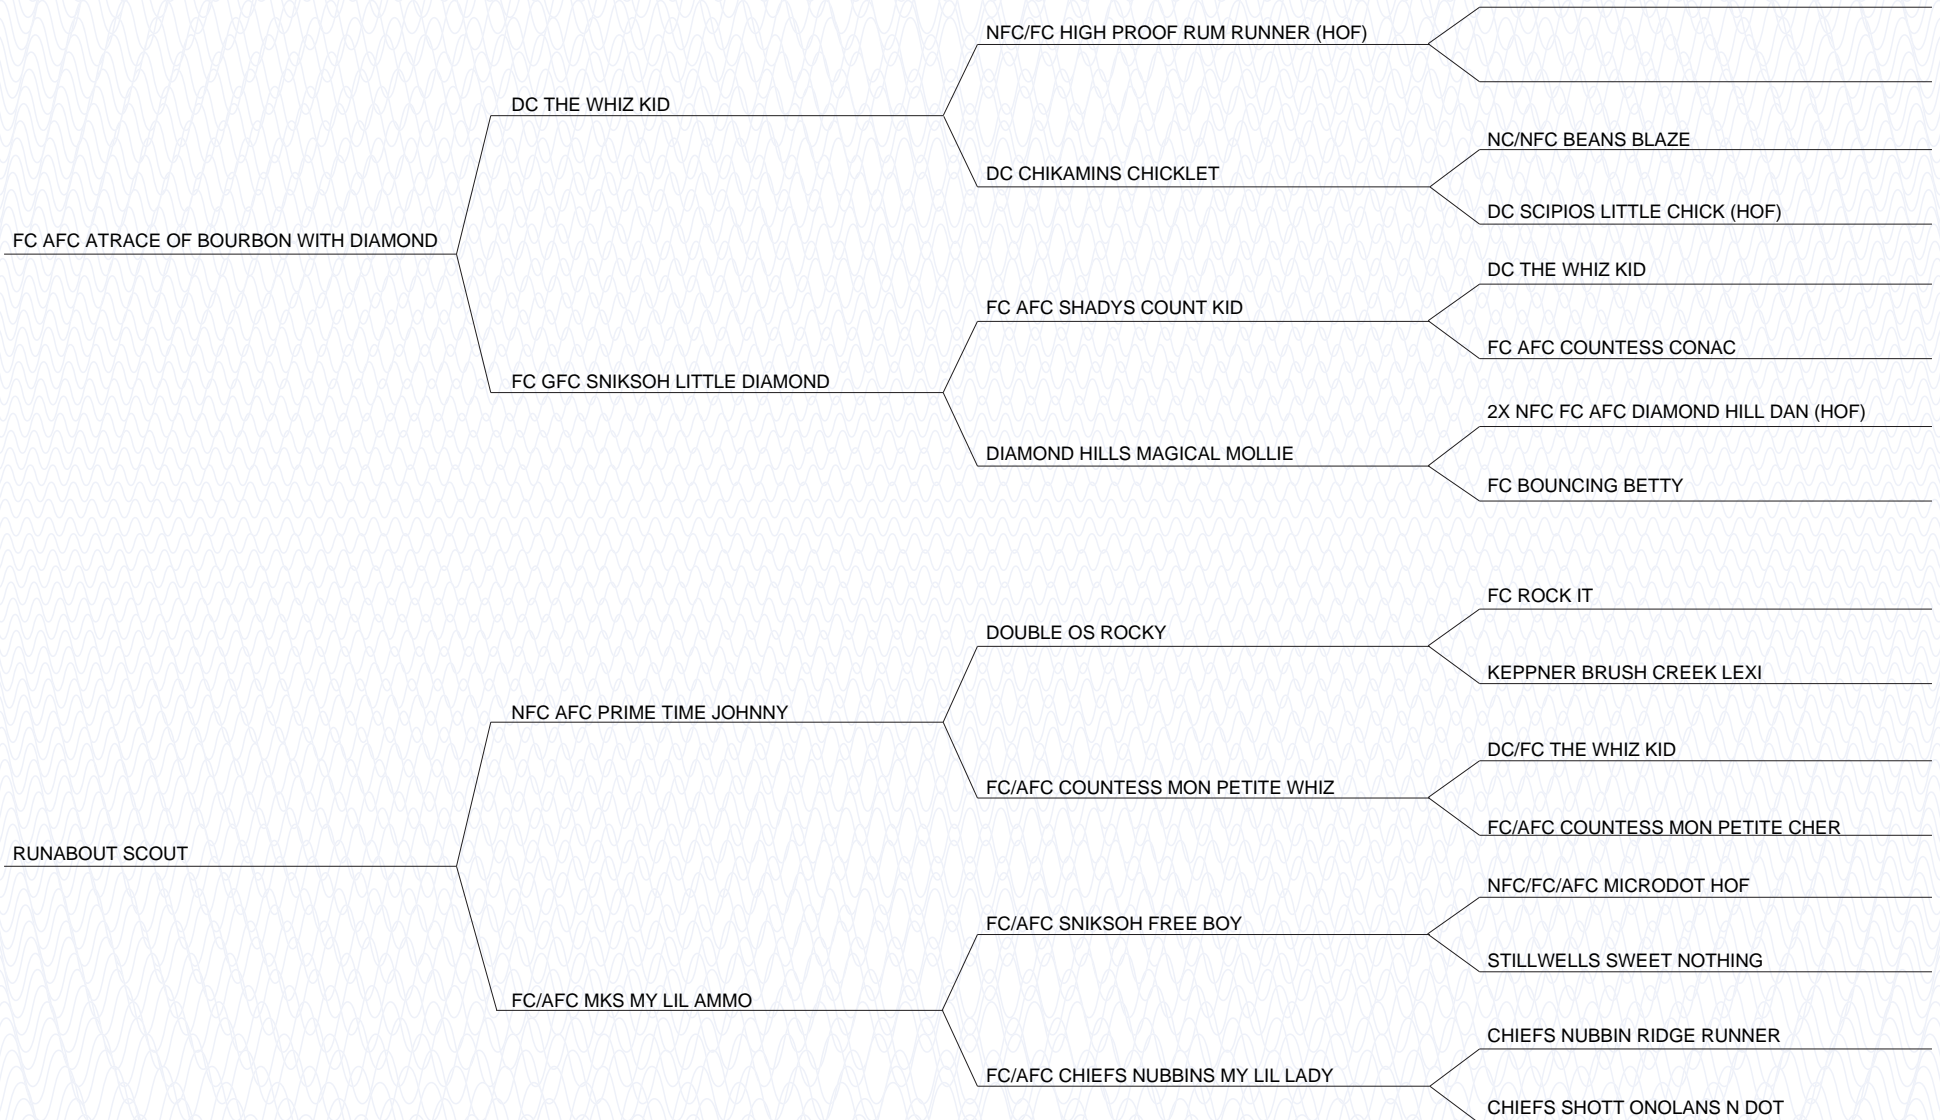 NFC/FC HIGH PROOF RUM RUNNER (HOF)
DC THE WHIZ KID
NC/NFC BEANS BLAZE
DC CHIKAMINS CHICKLET
DC SCIPIOS LITTLE CHICK (HOF)
FC AFC ATRACE OF BOURBON WITH DIAMOND
DC THE WHIZ KID
FC AFC SHADYS COUNT KID
FC AFC COUNTESS CONAC
FC GFC SNIKSOH LITTLE DIAMOND
2X NFC FC AFC DIAMOND HILL DAN (HOF)
DIAMOND HILLS MAGICAL MOLLIE
FC BOUNCING BETTY
FC ROCK IT
DOUBLE OS ROCKY
KEPPNER BRUSH CREEK LEXI
NFC AFC PRIME TIME JOHNNY
DC/FC THE WHIZ KID
FC/AFC COUNTESS MON PETITE WHIZ
FC/AFC COUNTESS MON PETITE CHER
RUNABOUT SCOUT
NFC/FC/AFC MICRODOT HOF
FC/AFC SNIKSOH FREE BOY
STILLWELLS SWEET NOTHING
FC/AFC MKS MY LIL AMMO
CHIEFS NUBBIN RIDGE RUNNER
FC/AFC CHIEFS NUBBINS MY LIL LADY
CHIEFS SHOTT ONOLANS N DOT